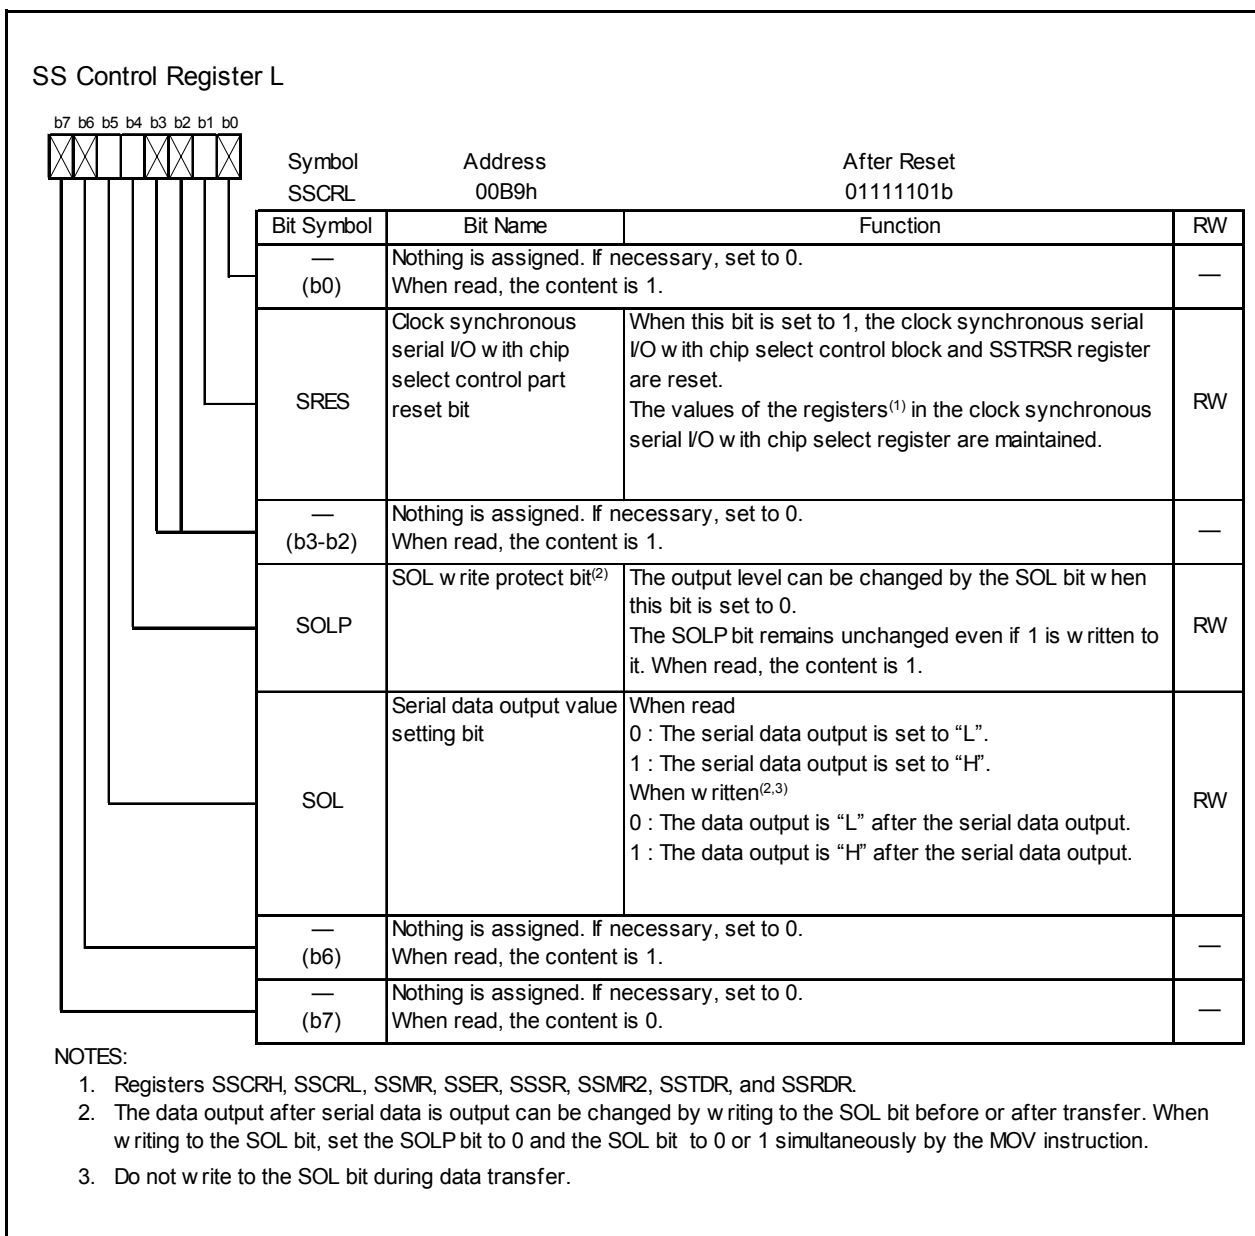 SS Control Register L
b7 b6 b5 b4 b3 b2 b1 b0
Symbol Address After Reset
SSCRL 00B9h 01111101b
Bit Symbol Bit Name Function RW
— (b0)
Nothing is assigned. If necessary, set to 0.
When read, the content is 1.
—
SRES
Clock synchronous
serial I/O with chip
select control part
reset bit
When this bit is set to 1, the clock synchronous serial
I/O with chip select control block and SSTRSR register
are reset.
The values of the registers(1) in the clock synchronous
serial I/O with chip select register are maintained.
RW
— (b3-b2)
Nothing is assigned. If necessary, set to 0.
When read, the content is 1.
—
SOLP
SOL write protect bit(2)
The output level can be changed by the SOL bit when
this bit is set to 0.
The SOLP bit remains unchanged even if 1 is written to
it. When read, the content is 1.
RW
SOL
Serial data output value
setting bit
When read
0 : The serial data output is set to “L”.
1 : The serial data output is set to “H”.
When written(2,3)
0 : The data output is “L” after the serial data output.
1 : The data output is “H” after the serial data output.
RW
— (b6)
Nothing is assigned. If necessary, set to 0.
When read, the content is 1.
—
— (b7)
Nothing is assigned. If necessary, set to 0.
When read, the content is 0.
—
NOTES:
1. Registers SSCRH, SSCRL, SSMR, SSER, SSSR, SSMR2, SSTDR, and SSRDR.
2. The data output after serial data is output can be changed by writing to the SOL bit before or after transfer. When
writing to the SOL bit, set the SOLP bit to 0 and the SOL bit to 0 or 1 simultaneously by the MOV instruction.
3. Do not write to the SOL bit during data transfer.